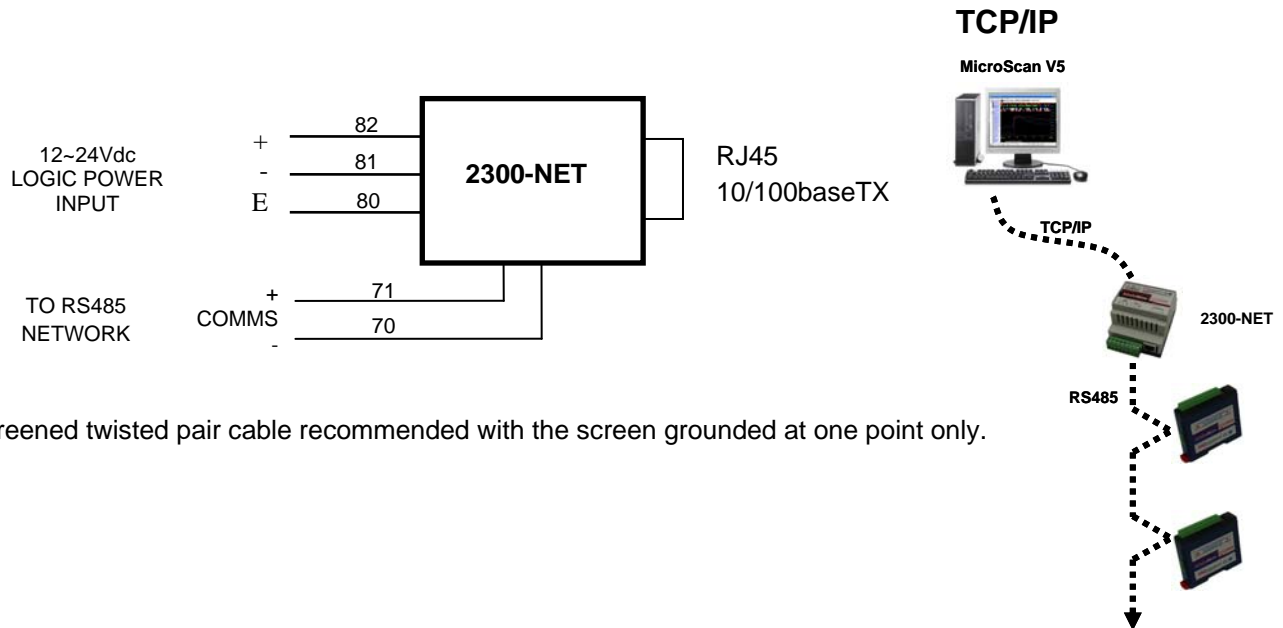 TCP/IP
MicroScan V5
12~24Vdc
LOGIC POWER
INPUT
+
-
E
82
81
80
2300-NET
RJ45
10/100baseTX
TCP/IP
2300-NET
TO RS485
NETWORK
+
COMMS
-
71
70
RS485
reened twisted pair cable recommended with the screen grounded at one point only.